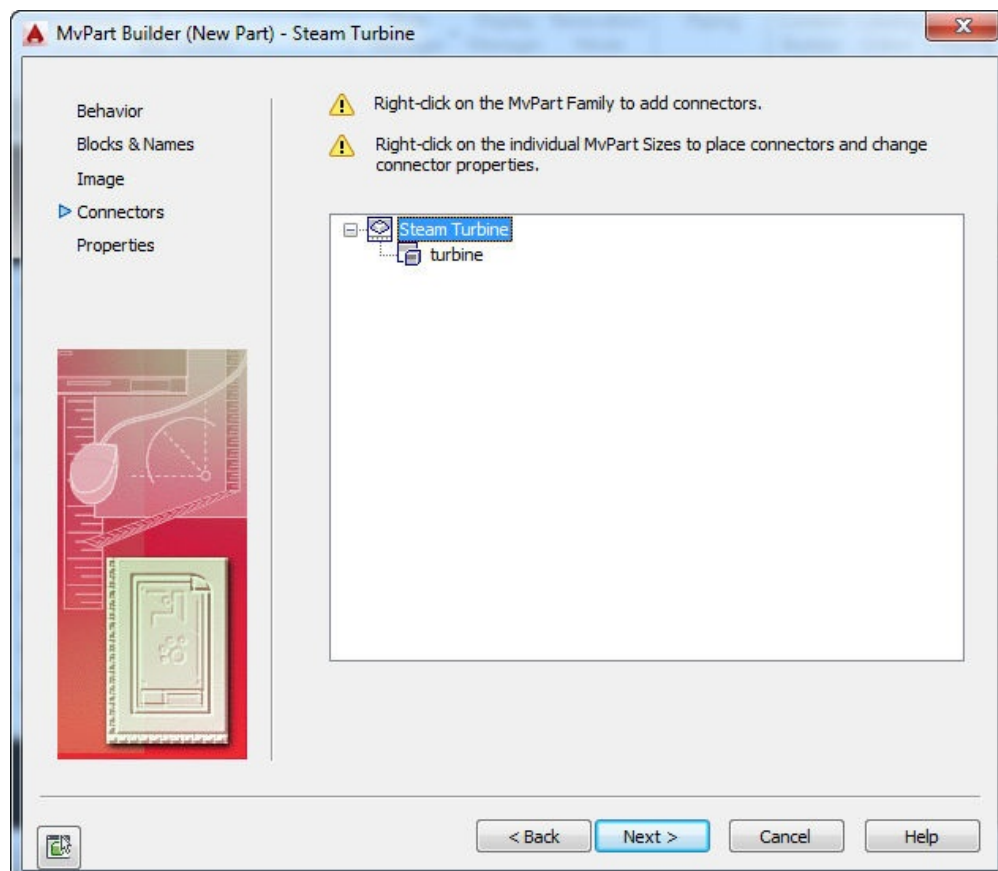 MvPart Builder (New Part) - Steam Turbine
Behavior
Blocks & Names
Image
Connectors
Properties
Right-click on the MvPart Family to add connectors.
Right-click on the individual MvPart Sizes to place connectors and change
connector properties.
Steam Turbine
turbine
< Back
Next >
Cancel
Help